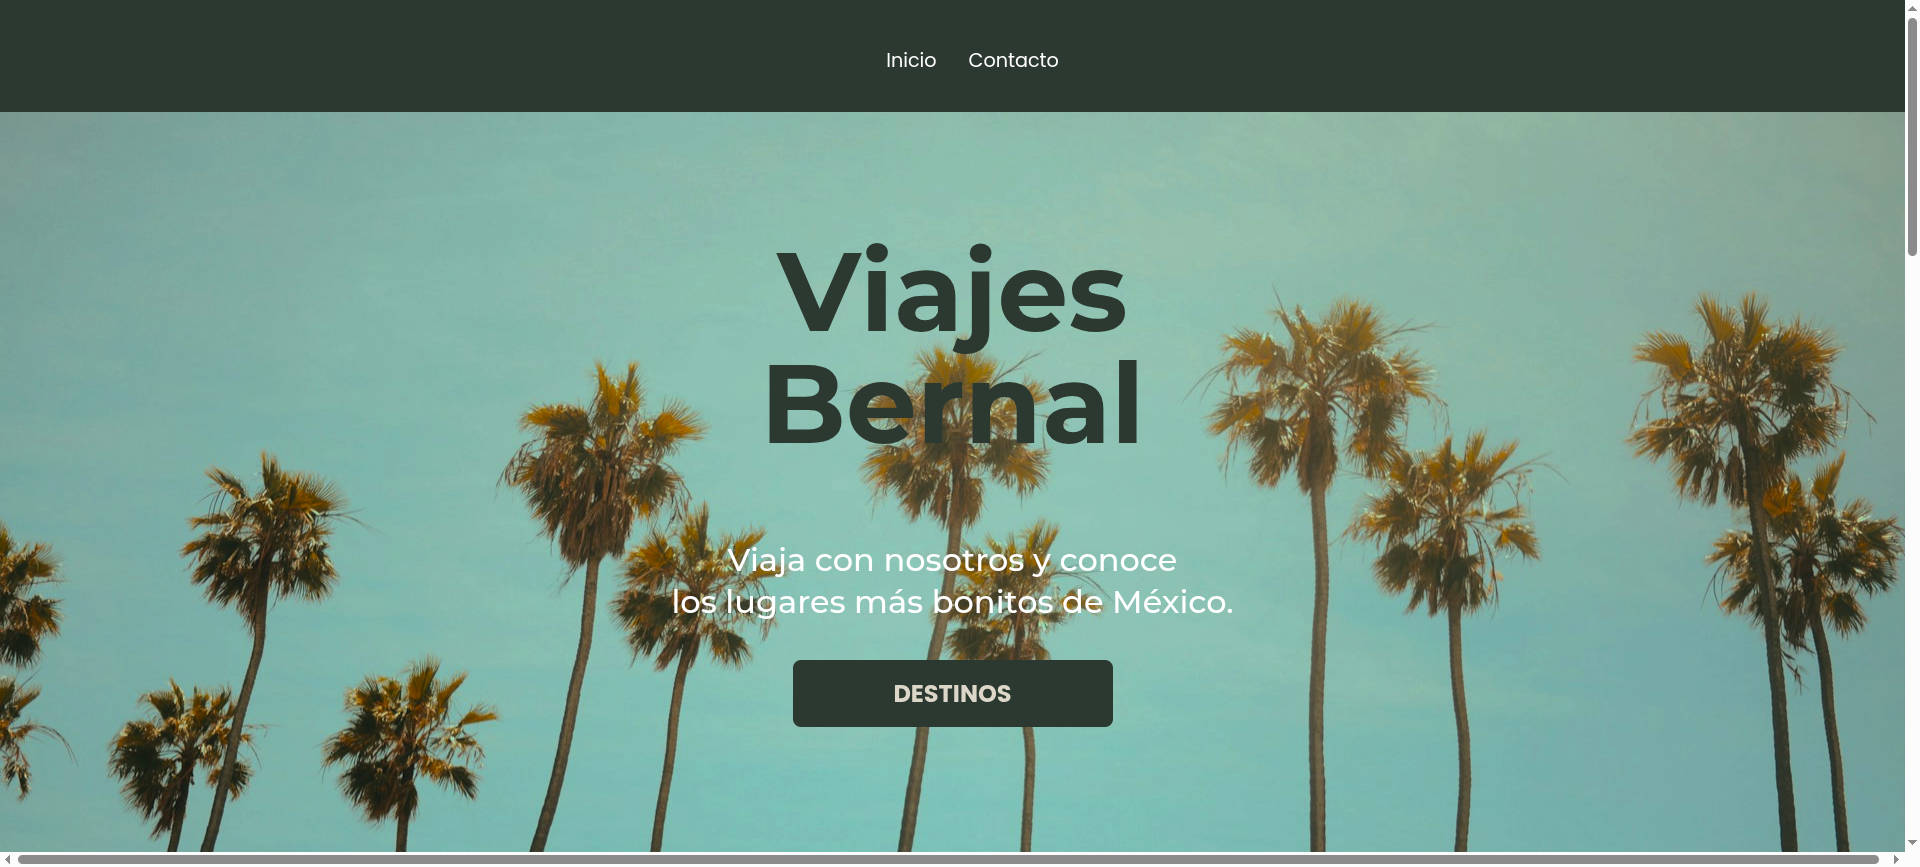 Inicio Contacto
Viajes
Bernal
Viaja con nosotros y conoce
los lugares más bonitos de México.
DESTINOS